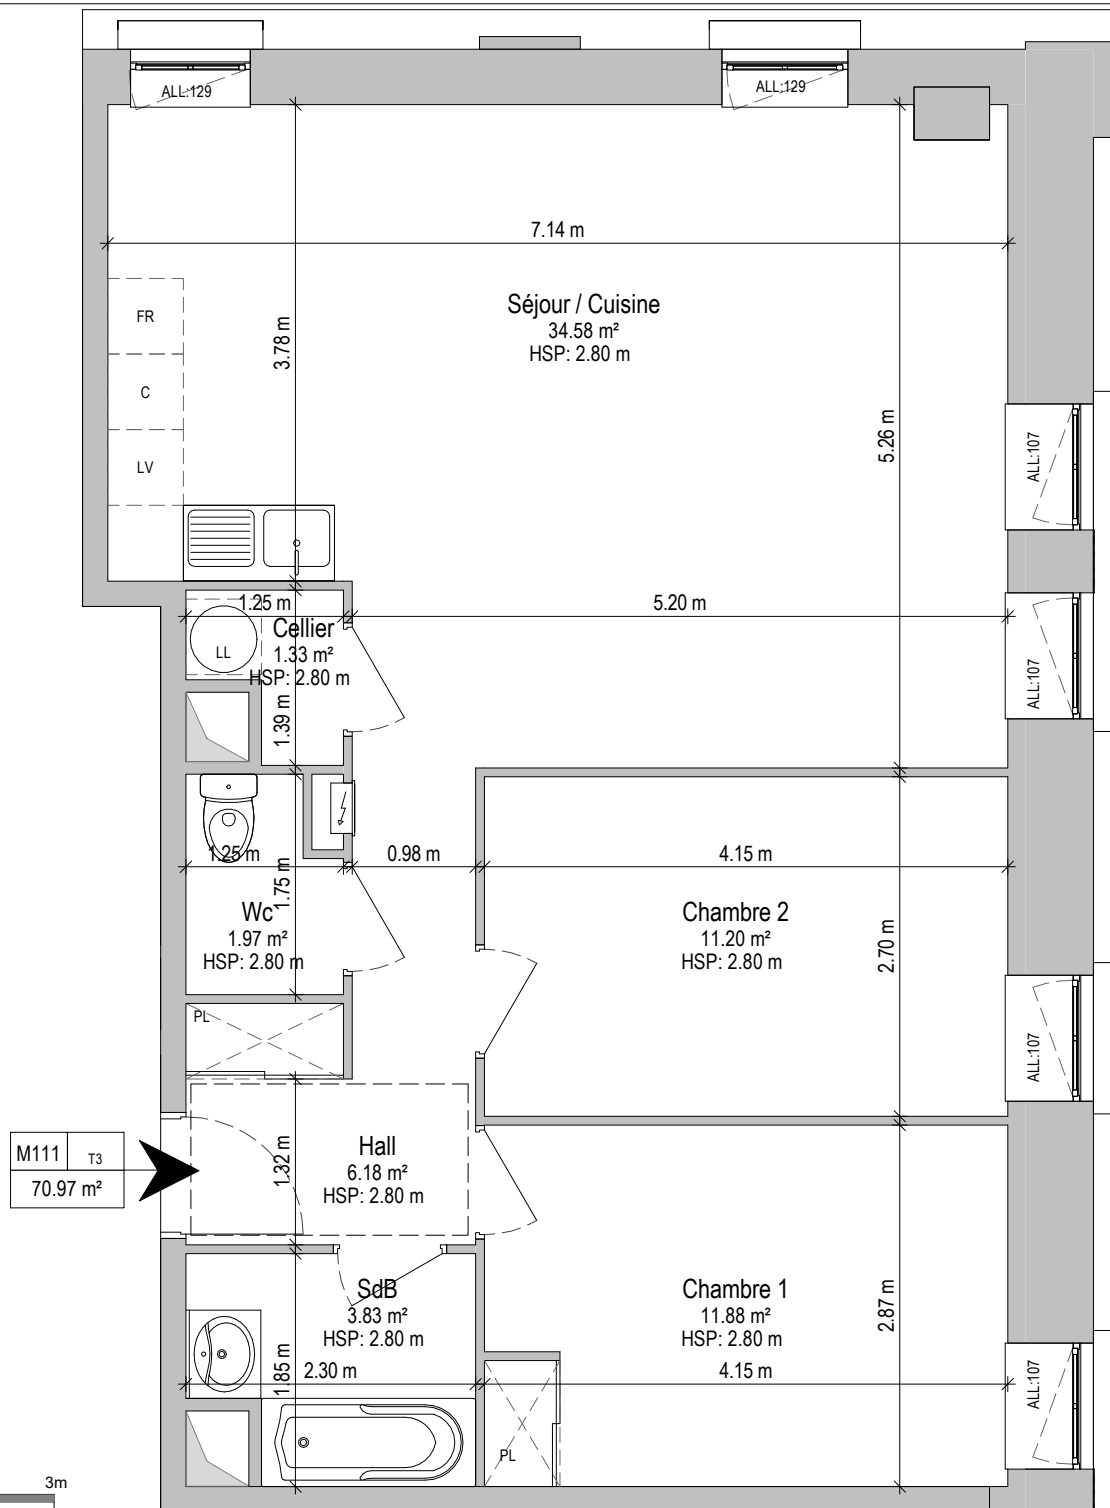 ALL:129
ALL:129
7.14 m
Séjour / Cuisine
34.58 m²
HSP: 2.80 m
FR
C
LV
3.78 m
5.26 m
ALL:107
1.25 m
5.20 m
Cellier
1.33 m²
HSP: 2.80 m
LL
1.39 m
ALL:107
1.25 m
0.98 m
4.15 m
1.75 m
Wc
1.97 m²
HSP: 2.80 m
Chambre 2
11.20 m²
HSP: 2.80 m
2.70 m
PL
ALL:107
M111 T3
70.97 m²
Hall
6.18 m²
HSP: 2.80 m
1.32 m
SdB
3.83 m²
HSP: 2.80 m
Chambre 1
11.88 m²
HSP: 2.80 m
2.87 m
1.85 m
2.30 m
4.15 m
ALL:107
PL
3m